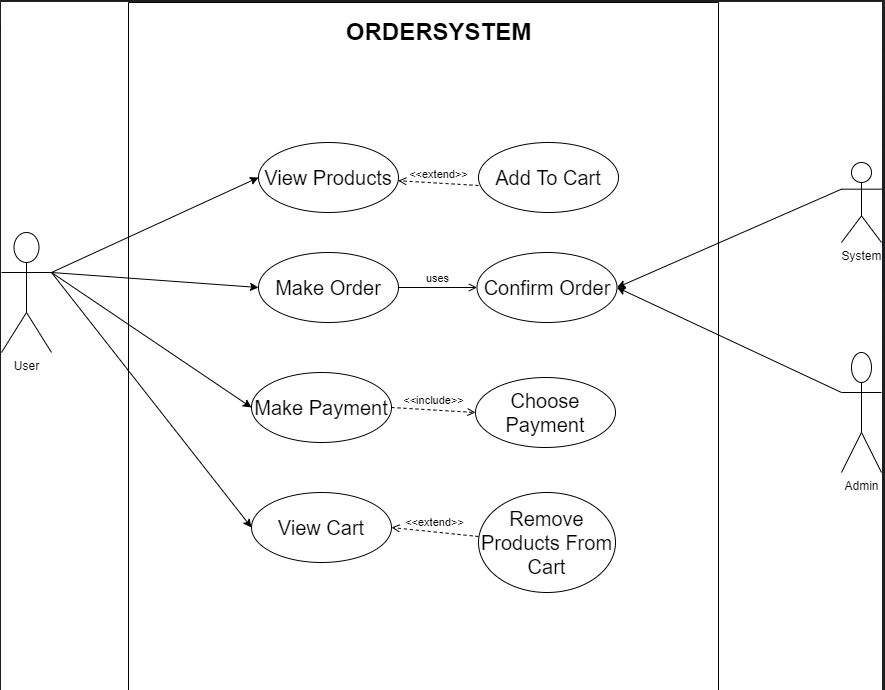 ORDERSYSTEM
View Products
<<extend>>
Add To Cart
System
Make Order
uses
Confirm Order
User
Make Payment
<<include>>
Choose
Payment
Admin
View Cart
<<extend>>
Remove
Products From
Cart